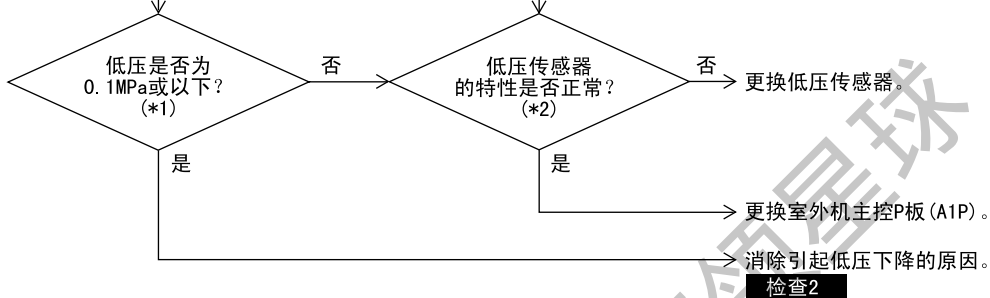 低压是否为
0.1MPa或以下？
(*1)
否
低压传感器
的特性是否正常？
(*2)
否
更换低压传感器。
是
是
更换室外机主控P板(A1P)。
消除引起低压下降的原因。
检查2
领星球